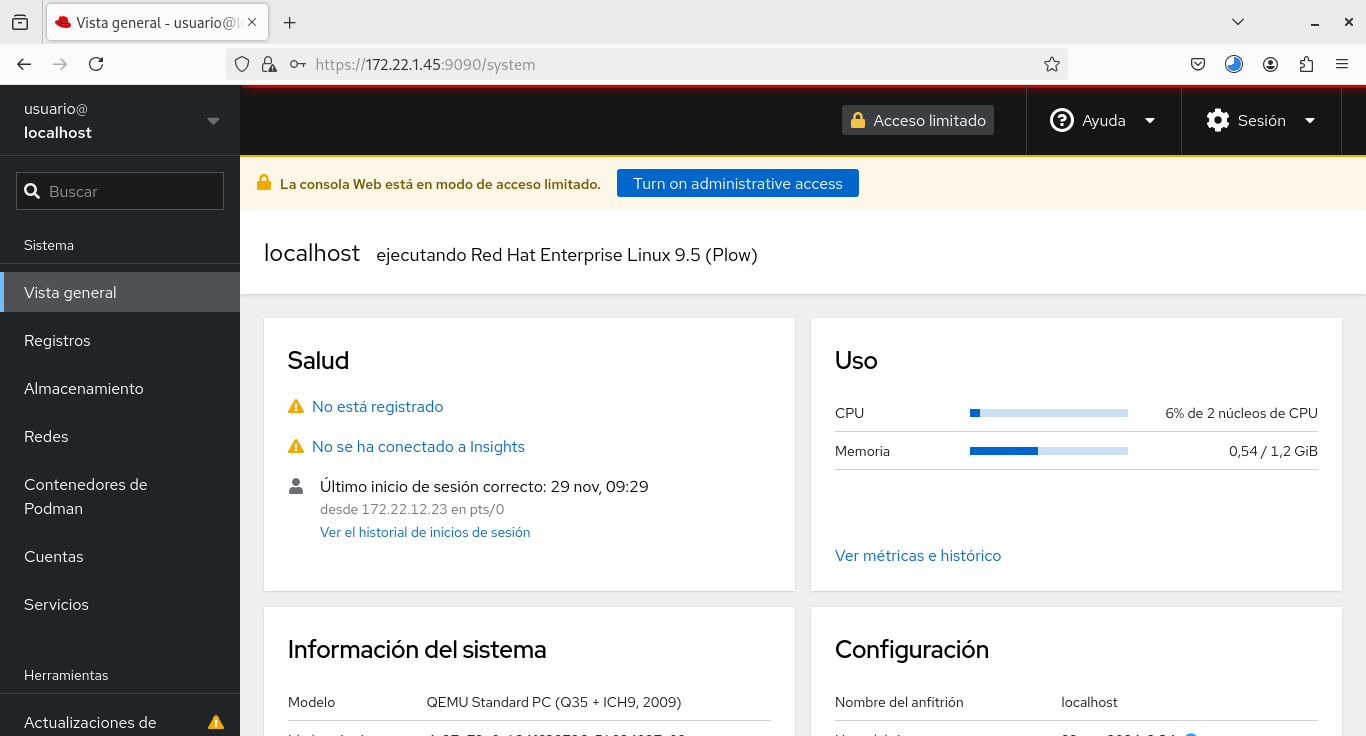 Vista general - usuario@l
https://172.22.1.45:9090/system
usuario@
localhost
Acceso limitado
Ayuda
Sesión
Buscar
La consola Web está en modo de acceso limitado.
Turn on administrative access
Sistema
Vista general
Registros
Almacenamiento
Redes
Contenedores de
Podman
Cuentas
Servicios
Herramientas
Actualizaciones de
localhost ejecutando Red Hat Enterprise Linux 9.5 (Plow)
Salud
No está registrado
No se ha conectado a Insights
Último inicio de sesión correcto: 29 nov, 09:29
desde 172.22.12.23 en pts/0
Ver el historial de inicios de sesión
Uso
CPU 6% de 2 núcleos de CPU
Memoria 0,54 / 1,2 GiB
Ver métricas e histórico
Información del sistema
Modelo QEMU Standard PC (Q35 + ICH9, 2009)
Configuración
Nombre del anfitrión localhost